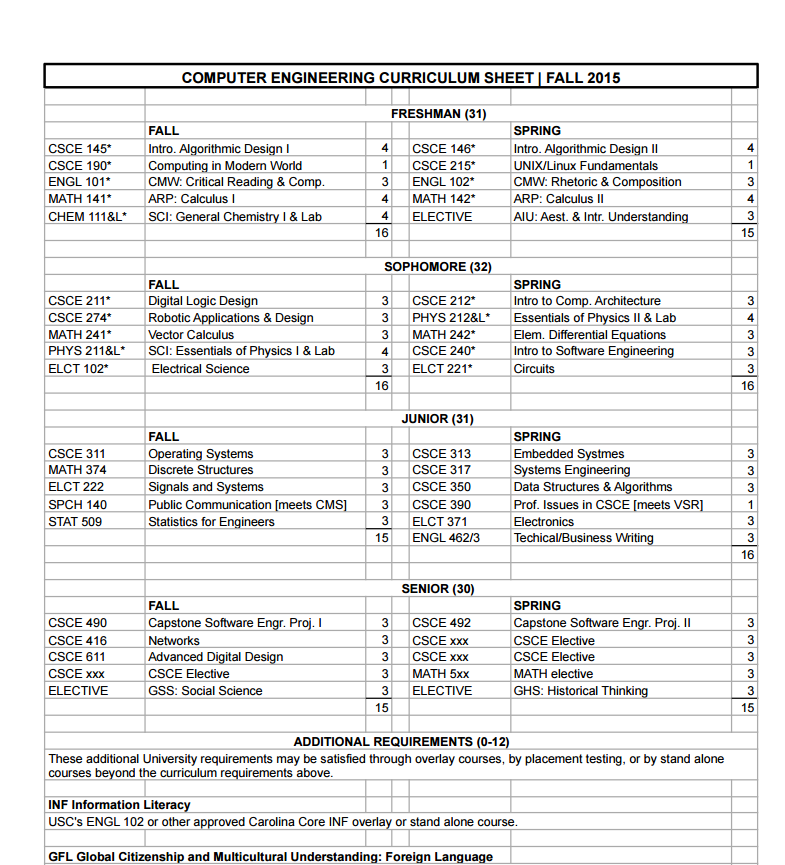 COMPUTER ENGINEERING CURRICULUM SHEET | FALL 2015
FRESHMAN (31)
FALL SPRING
CSCE 145* Intro. Algorithmic Design I 4 CSCE 146* Intro. Algorithmic Design II 4
CSCE 190* Computing in Modern World 1 CSCE 215* UNIX/Linux Fundamentals 1
ENGL 101* CMW: Critical Reading & Comp. 3 ENGL 102* CMW: Rhetoric & Composition 3
MATH 141* ARP: Calculus I 4 MATH 142* ARP: Calculus II 4
CHEM 111&L* SCI: General Chemistry I & Lab 4 ELECTIVE AIU: Aest. & Intr. Understanding 3
16 15
SOPHOMORE (32)
FALL SPRING
CSCE 211* Digital Logic Design 3 CSCE 212* Intro to Comp. Architecture 3
CSCE 274* Robotic Applications & Design 3 PHYS 212&L* Essentials of Physics II & Lab 4
MATH 241* Vector Calculus 3 MATH 242* Elem. Differential Equations 3
PHYS 211&L* SCI: Essentials of Physics I & Lab 4 CSCE 240* Intro to Software Engineering 3
ELCT 102* Electrical Science 3 ELCT 221* Circuits 3
16 16
JUNIOR (31)
FALL SPRING
CSCE 311 Operating Systems 3 CSCE 313 Embedded Systmes 3
MATH 374 Discrete Structures 3 CSCE 317 Systems Engineering 3
ELCT 222 Signals and Systems 3 CSCE 350 Data Structures & Algorithms 3
SPCH 140 Public Communication [meets CMS] 3 CSCE 390 Prof. Issues in CSCE [meets VSR] 1
STAT 509 Statistics for Engineers 3 ELCT 371 Electronics 3
15 ENGL 462/3 Techical/Business Writing 3
16
SENIOR (30)
FALL SPRING
CSCE 490 Capstone Software Engr. Proj. I 3 CSCE 492 Capstone Software Engr. Proj. II 3
CSCE 416 Networks 3 CSCE xxx CSCE Elective 3
CSCE 611 Advanced Digital Design 3 CSCE xxx CSCE Elective 3
CSCE xxx CSCE Elective 3 MATH 5xx MATH elective 3
ELECTIVE GSS: Social Science 3 ELECTIVE GHS: Historical Thinking 3
15 15
ADDITIONAL REQUIREMENTS (0-12)
These additional University requirements may be satisfied through overlay courses, by placement testing, or by stand alone
courses beyond the curriculum requirements above.
INF Information Literacy
USC's ENGL 102 or other approved Carolina Core INF overlay or stand alone course.
GFL Global Citizenship and Multicultural Understanding: Foreign Language